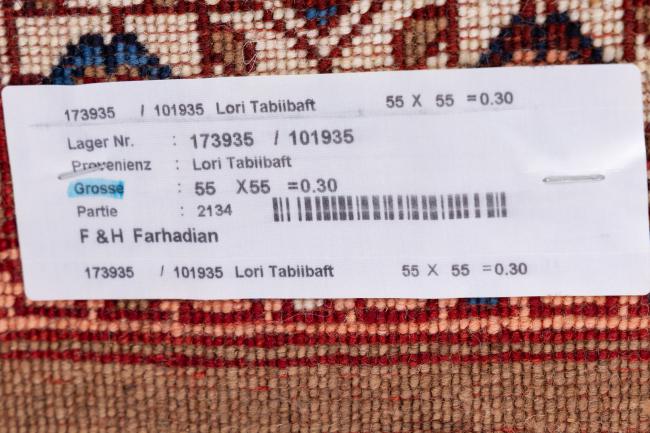 173935 / 101935 Lori Tabiibaft 55 X 55 =0.30
Lager Nr. : 173935 / 101935
Provenienz : Lori Tabiibaft
Grosse : 55 X55 =0.30
Partie : 2134
F &H Farhadian
173935 / 101935 Lori Tabiibaft 55 X 55 =0.30